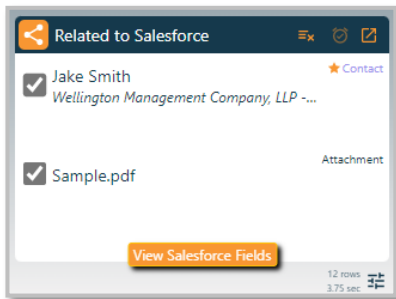 Related to Salesforce
Contact
Jake Smith
Wellington Management Company, LLP -...
Attachment
Sample.pdf
View Salesforce Fields
12 rows
3.75 sec